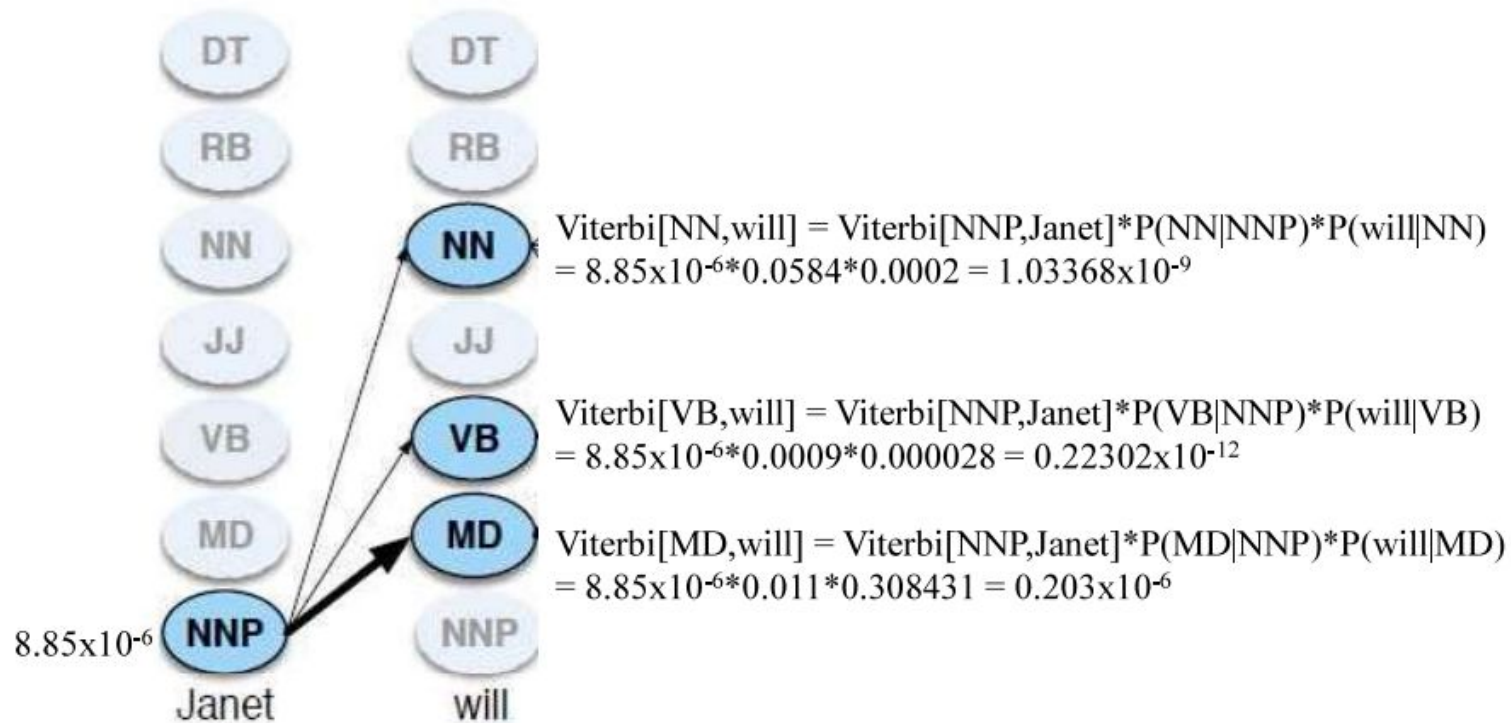 DT DT
RB RB
NN NN Viterbi[NN,will] = Viterbi[NNP,Janet]*P(NN|NNP)*P(will|NN)
= 8.85x10⁻⁶*0.0584*0.0002 = 1.03368x10⁻⁹
JJ JJ
VB VB Viterbi[VB,will] = Viterbi[NNP,Janet]*P(VB|NNP)*P(will|VB)
= 8.85x10⁻⁶*0.0009*0.000028 = 0.22302x10⁻¹²
MD MD Viterbi[MD,will] = Viterbi[NNP,Janet]*P(MD|NNP)*P(will|MD)
= 8.85x10⁻⁶*0.011*0.308431 = 0.203x10⁻⁶
8.85x10⁻⁶ NNP NNP
Janet will